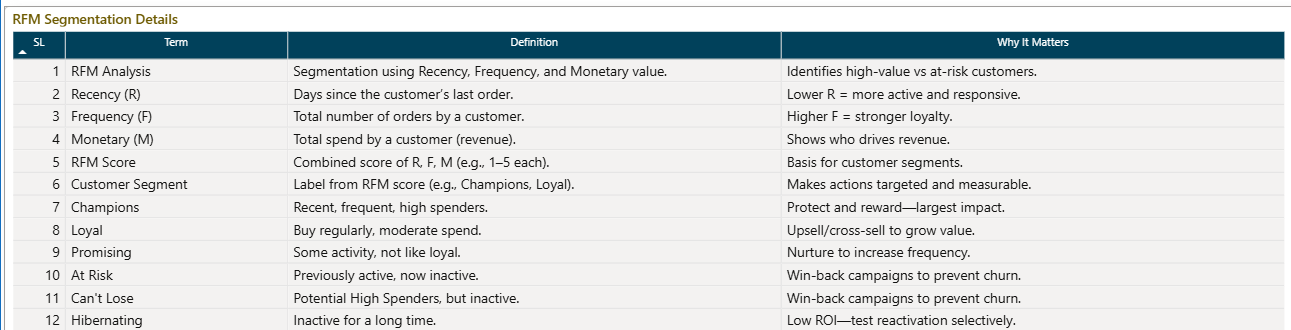 RFM Segmentation Details
SL Term Definition Why It Matters
1 RFM Analysis Segmentation using Recency, Frequency, and Monetary value. Identifies high-value vs at-risk customers.
2 Recency (R) Days since the customer’s last order. Lower R = more active and responsive.
3 Frequency (F) Total number of orders by a customer. Higher F = stronger loyalty.
4 Monetary (M) Total spend by a customer (revenue). Shows who drives revenue.
5 RFM Score Combined score of R, F, M (e.g., 1–5 each). Basis for customer segments.
6 Customer Segment Label from RFM score (e.g., Champions, Loyal). Makes actions targeted and measurable.
7 Champions Recent, frequent, high spenders. Protect and reward—largest impact.
8 Loyal Buy regularly, moderate spend. Upsell/cross-sell to grow value.
9 Promising Some activity, not like loyal. Nurture to increase frequency.
10 At Risk Previously active, now inactive. Win-back campaigns to prevent churn.
11 Can't Lose Potential High Spenders, but inactive. Win-back campaigns to prevent churn.
12 Hibernating Inactive for a long time. Low ROI—test reactivation selectively.